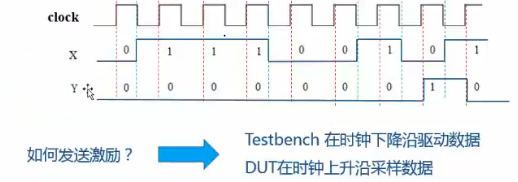 clock
X 0 1 1 1 0 0 1 0 1
Y 0 0 0 0 0 0 0 1 0
如何发送激励？
Testbench 在时钟下降沿驱动数据
DUT在时钟上升沿采样数据